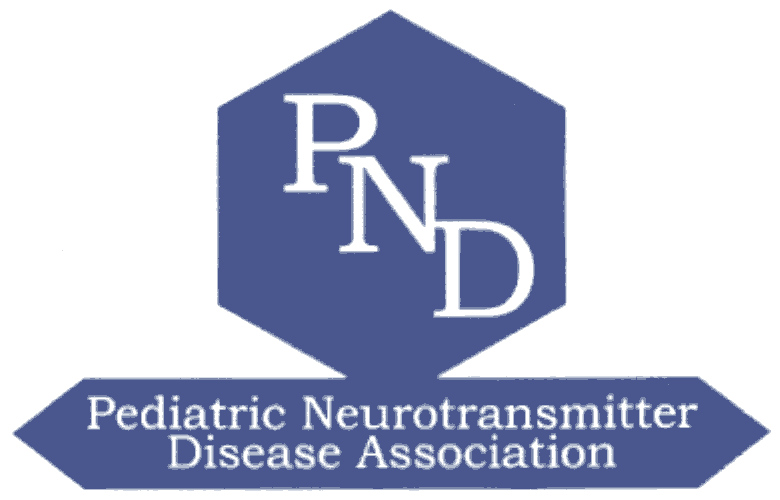 PND
Pediatric Neurotransmitter
Disease Association